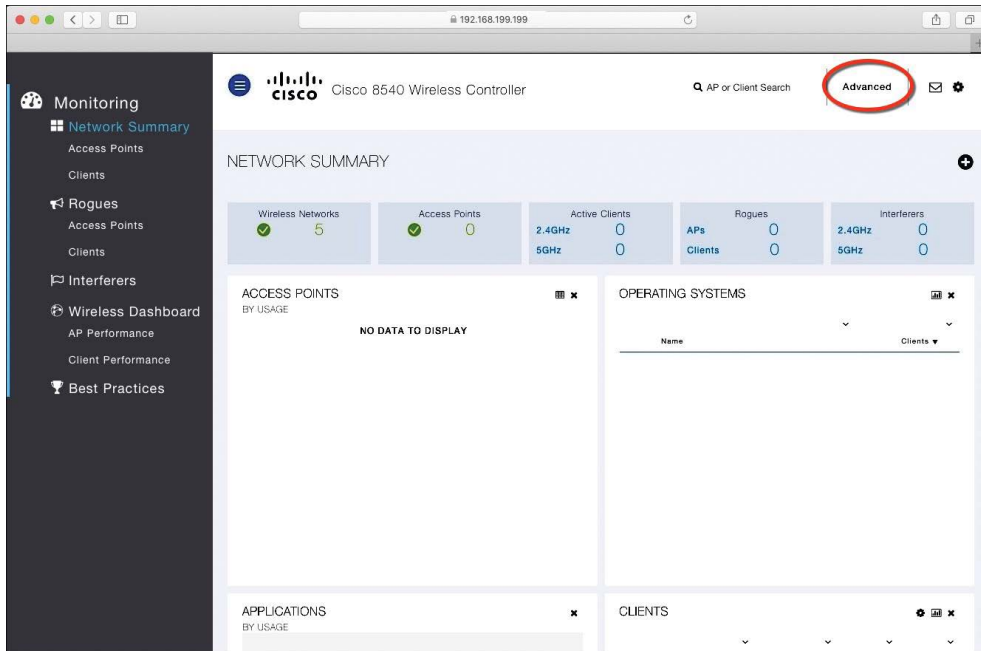 192.168.199.199
Monitoring
Network Summary
Access Points
Clients
Rogues
Access Points
Clients
Interferers
Wireless Dashboard
AP Performance
Client Performance
Best Practices
CISCO Cisco 8540 Wireless Controller
AP or Client Search
Advanced
NETWORK SUMMARY
Wireless Networks
5
Access Points
0
Active Clients
2.4GHz 0
5GHz 0
Rogues
APs 0
Clients 0
Interferers
2.4GHz 0
5GHz 0
ACCESS POINTS
BY USAGE
NO DATA TO DISPLAY
OPERATING SYSTEMS
Name Clients
APPLICATIONS
BY USAGE
CLIENTS